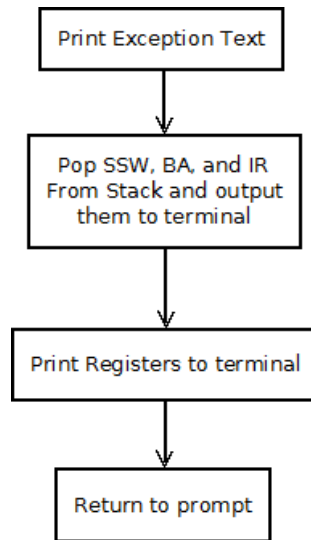 Print Exception Text
Pop SSW, BA, and IR
From Stack and output
them to terminal
Print Registers to terminal
Return to prompt